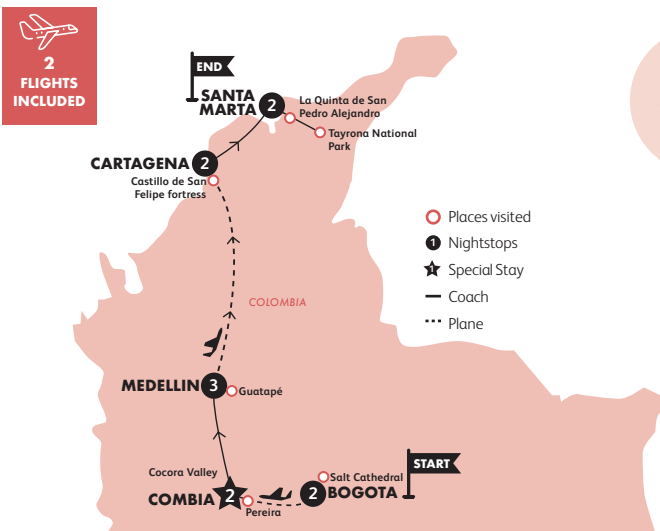 2
FLIGHTS
INCLUDED
END
SANTA
MARTA
2
La Quinta de San
Pedro Alejandro
Tayrona National
Park
CARTAGENA
2
Castillo de San
Felipe fortress
Places visited
1 Nightstops
1 Special Stay
Coach
Plane
COLOMBIA
MEDELLIN
3
Guatapé
Cocora Valley
COMBIA
2
Pereira
Salt Cathedral
2
BOGOTA
START